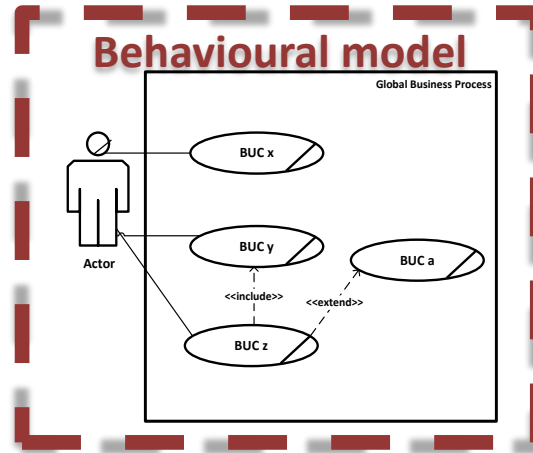 Behavioural model
Global Business Process
BUC x
BUC y
BUC a
Actor
<<include>>
<<extend>>
BUC z